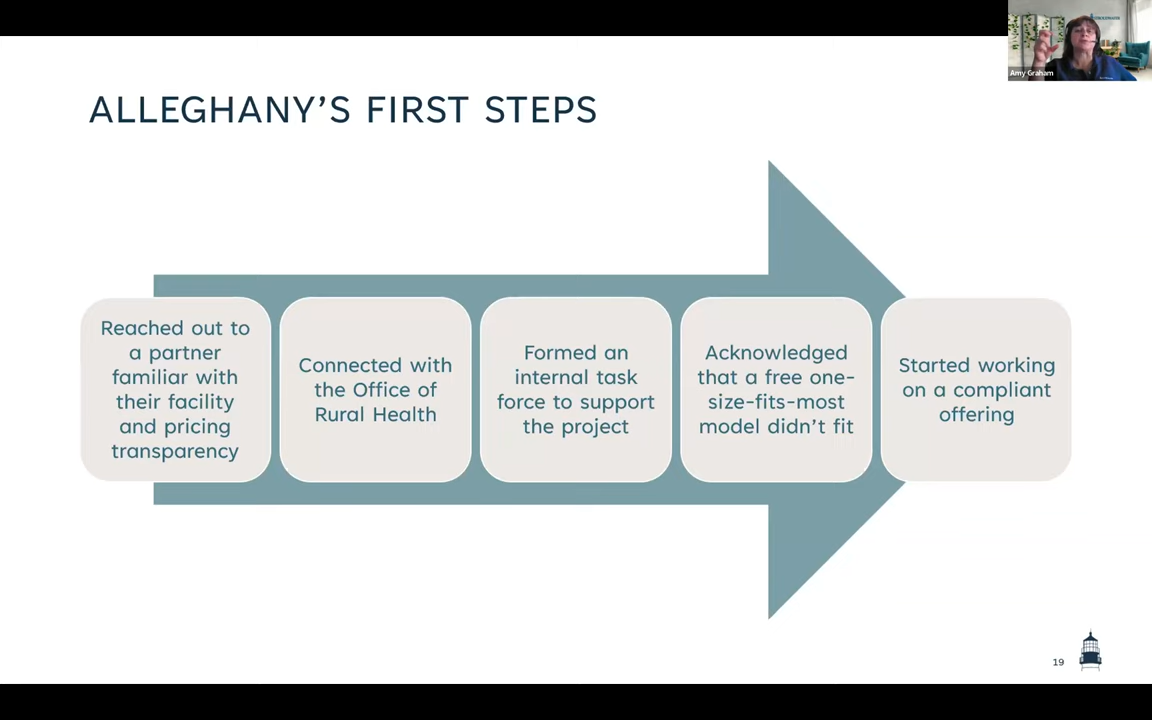 Amy Graham
ALLEGHANY’S FIRST STEPS
Reached out to
a partner
familiar with
their facility
and pricing
transparency
Connected with
the Office of
Rural Health
Formed an
internal task
force to support
the project
Acknowledged
that a free one-
size-fits-most
model didn’t fit
Started working
on a compliant
offering
19